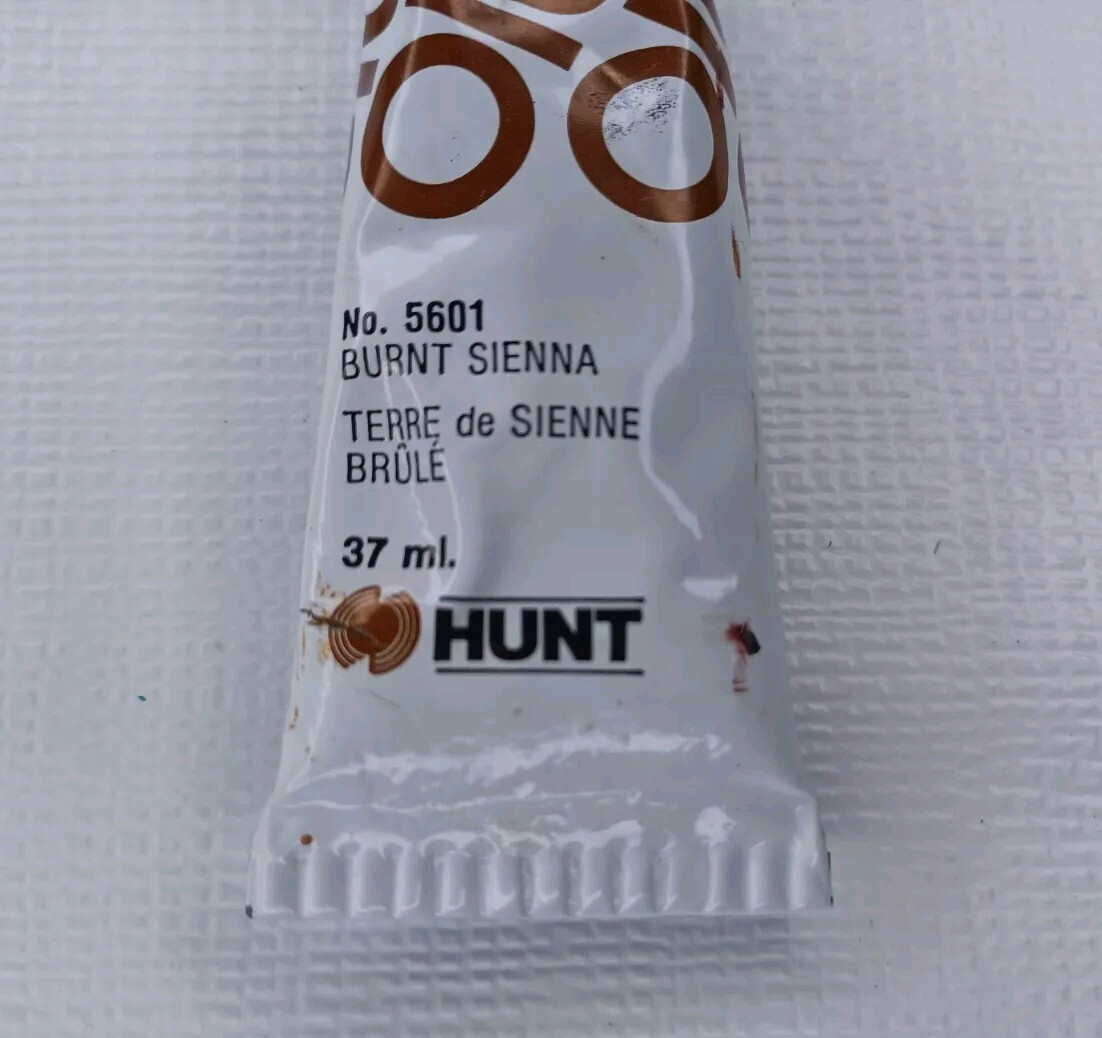 No. 5601
BURNT SIENNA
TERRE de SIENNE
BRÛLÉ
37 ml.
HUNT